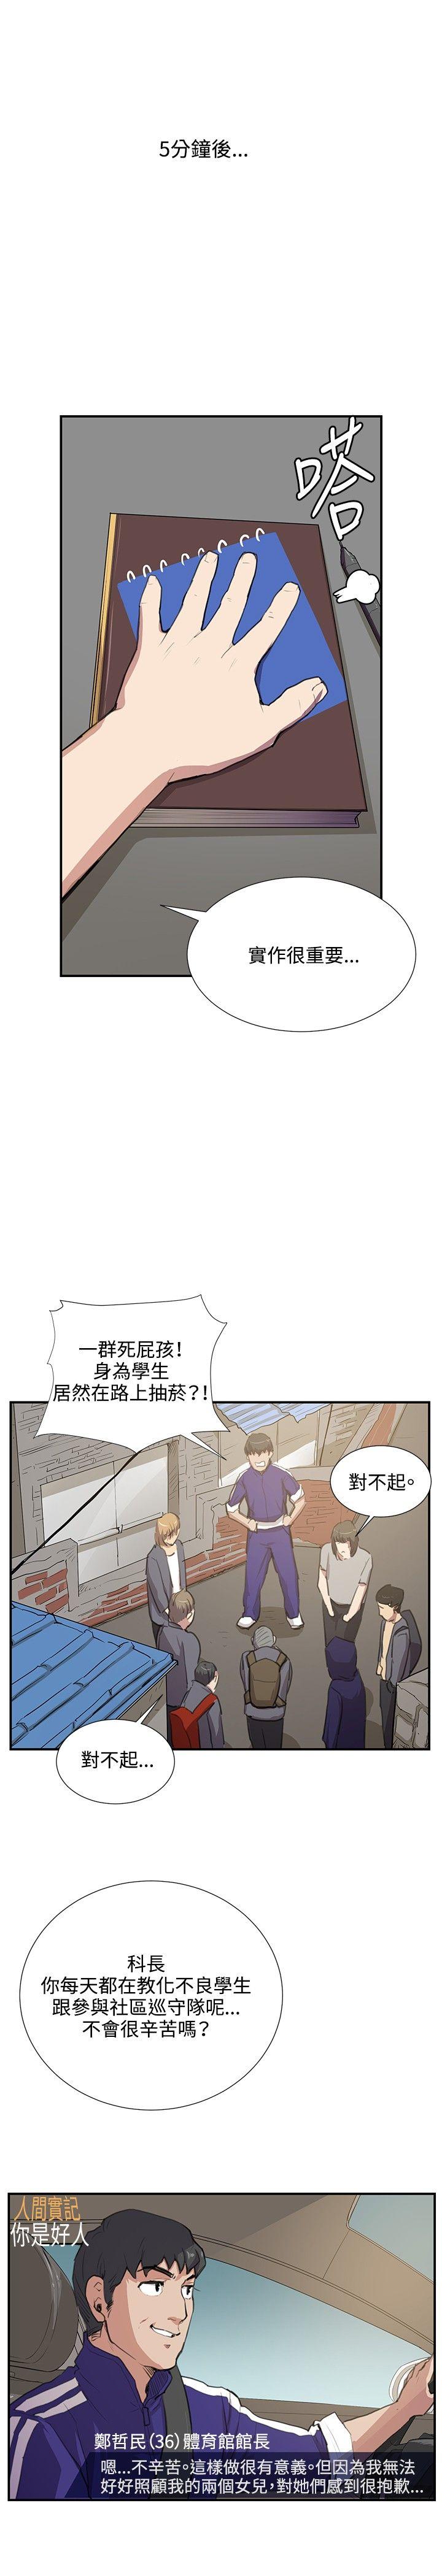 5分鐘後...
嗒
實作很重要...
一群死屁孩!
身為學生
居然在路上抽菸?!
對不起。
對不起...
科長
你每天都在教化不良學生
跟參與社區巡守隊呢...
不會很辛苦嗎?
人間實記
你是好人
鄭哲民(36)體育館館長
嗯...不辛苦。這樣做很有意義。但因為我無法
好好照顧我的兩個女兒,對她們感到很抱歉...